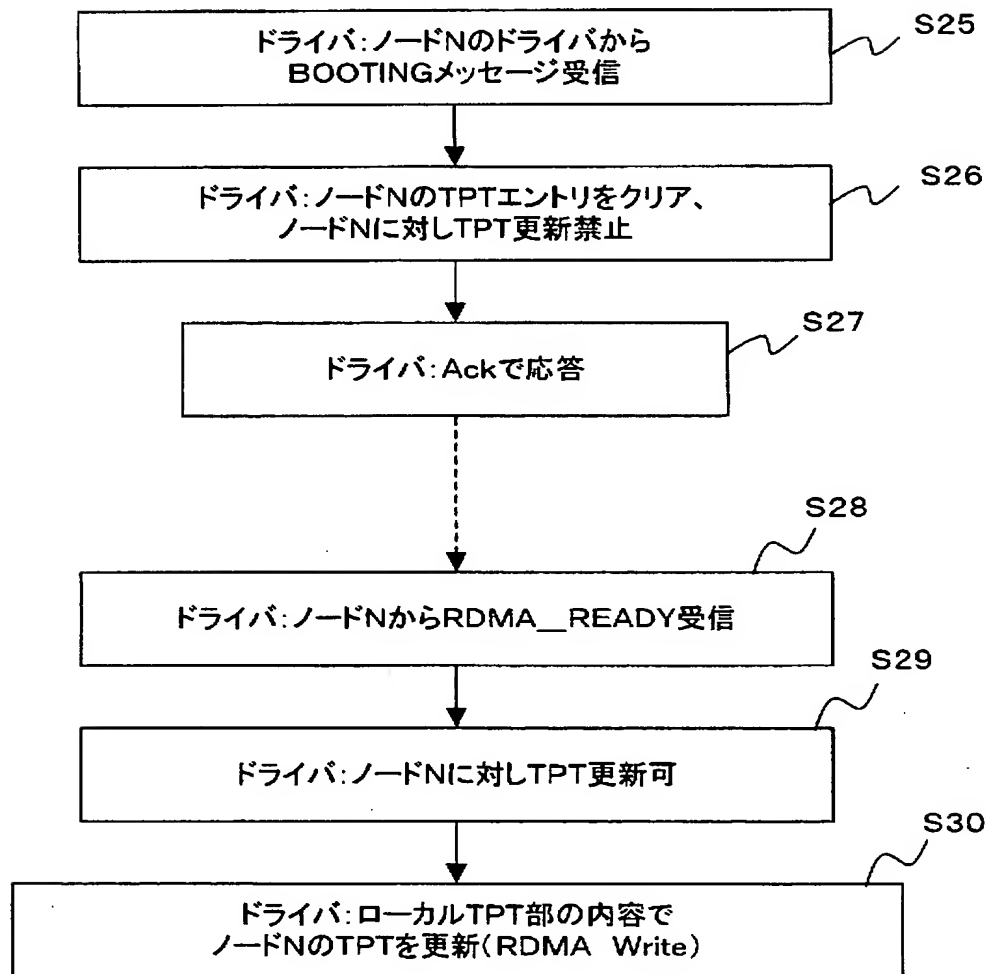 ドライバ:ノードNのドライバから
BOOTINGメッセージ受信
S25
ドライバ:ノードNのTPTエントリをクリア、
ノードNに対しTPT更新禁止
S26
ドライバ:Ackで応答
S27
ドライバ:ノードNからRDMA__READY受信
S28
ドライバ:ノードNに対しTPT更新可
S29
ドライバ:ローカルTPT部の内容で
ノードNのTPTを更新(RDMA Write)
S30